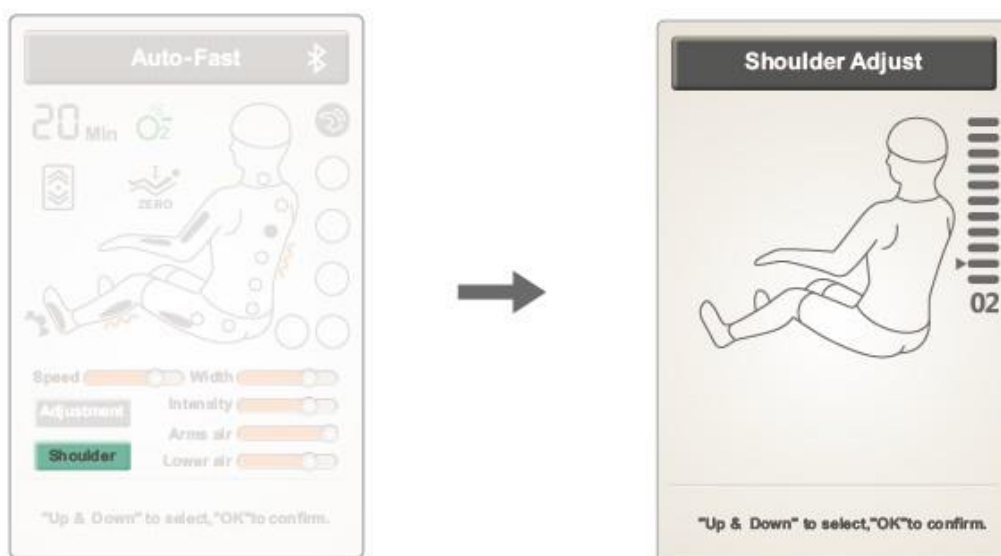 Auto-Fast
20 Min
O2
ZERO
Speed
Width
Adjustment
Intensity
Arms air
Shoulder
Lower air
"Up & Down" to select,"OK"to confirm.
Shoulder Adjust
02
"Up & Down" to select,"OK"to confirm.